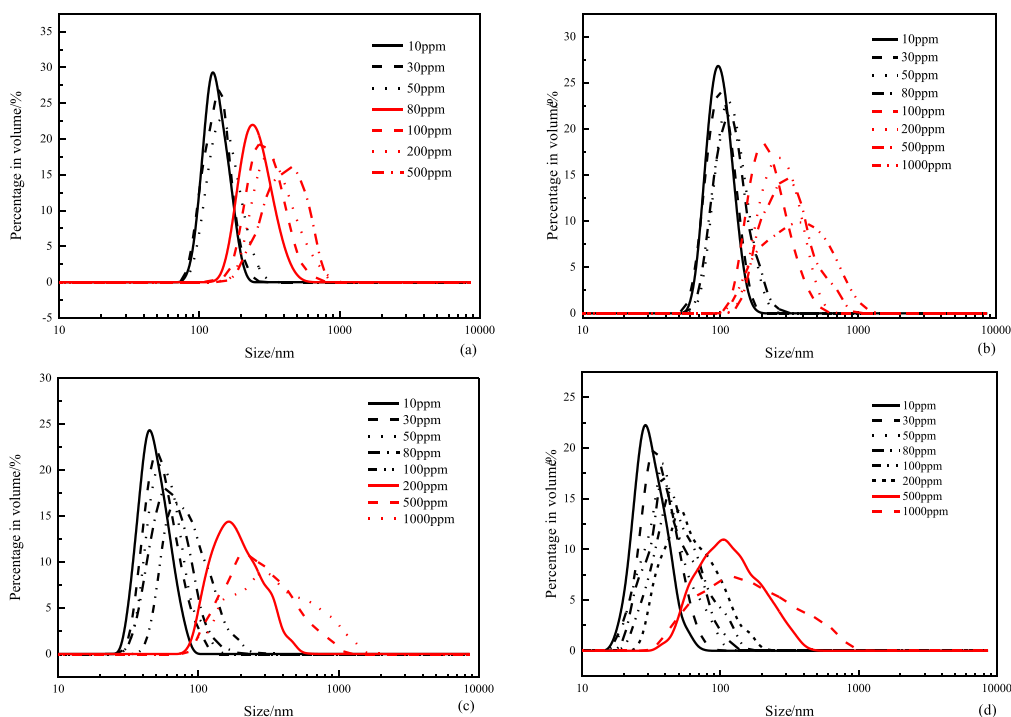 35
30
25
20
15
10
5
0
-5
Percentage in volume/%
10ppm
30ppm
50ppm
80ppm
100ppm
200ppm
500ppm
10
100
1000
10000
Size/nm
(a)
30
25
20
15
10
5
0
Percentage in volume/%
10ppm
30ppm
50ppm
80ppm
100ppm
200ppm
500ppm
1000ppm
10
100
1000
10000
Size/nm
(b)
30
25
20
15
10
5
0
Percentage in volume/%
10ppm
30ppm
50ppm
80ppm
100ppm
200ppm
500ppm
1000ppm
10
100
1000
10000
Size/nm
(c)
25
20
15
10
5
0
Percentage in volume/%
10ppm
30ppm
50ppm
80ppm
100ppm
200ppm
500ppm
1000ppm
10
100
1000
10000
Size/nm
(d)